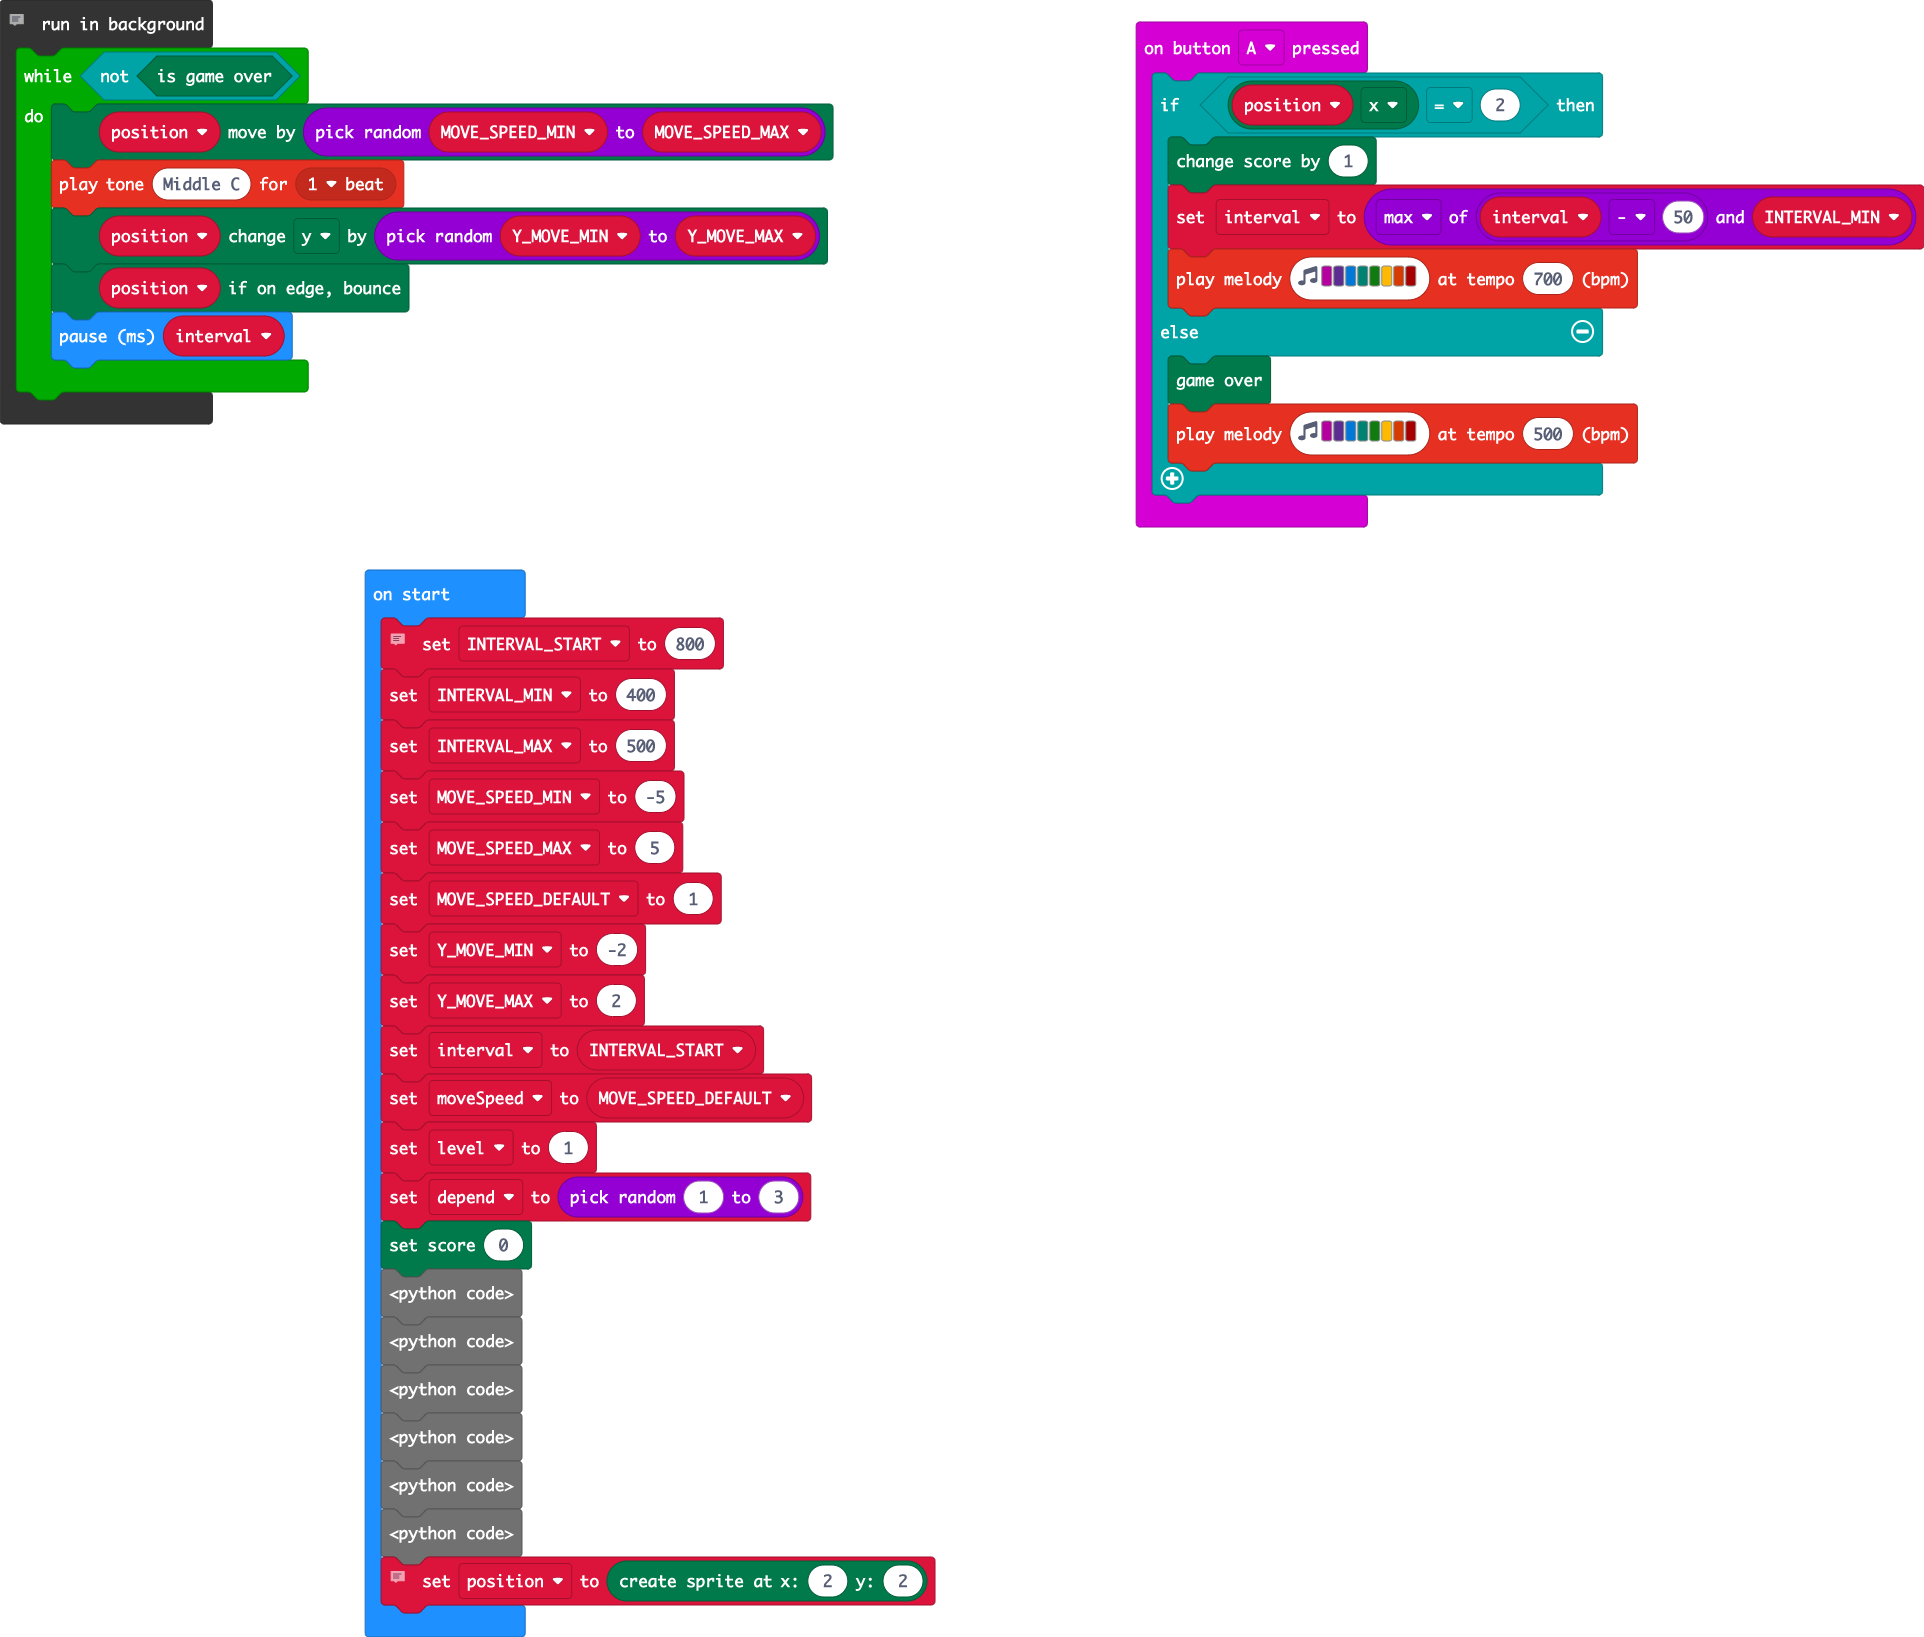 run in background
while not is game over
do
position move by pick random MOVE_SPEED_MIN to MOVE_SPEED_MAX
play tone Middle C for 1 beat
position change y by pick random Y_MOVE_MIN to Y_MOVE_MAX
position if on edge, bounce
pause (ms) interval
on button A pressed
if position x = 2 then
change score by 1
set interval to max of interval - 50 and INTERVAL_MIN
play melody at tempo 700 (bpm)
else
game over
play melody at tempo 500 (bpm)
on start
set INTERVAL_START to 800
set INTERVAL_MIN to 400
set INTERVAL_MAX to 500
set MOVE_SPEED_MIN to -5
set MOVE_SPEED_MAX to 5
set MOVE_SPEED_DEFAULT to 1
set Y_MOVE_MIN to -2
set Y_MOVE_MAX to 2
set interval to INTERVAL_START
set moveSpeed to MOVE_SPEED_DEFAULT
set level to 1
set depend to pick random 1 to 3
set score 0
<python code>
<python code>
<python code>
<python code>
<python code>
<python code>
set position to create sprite at x: 2 y: 2